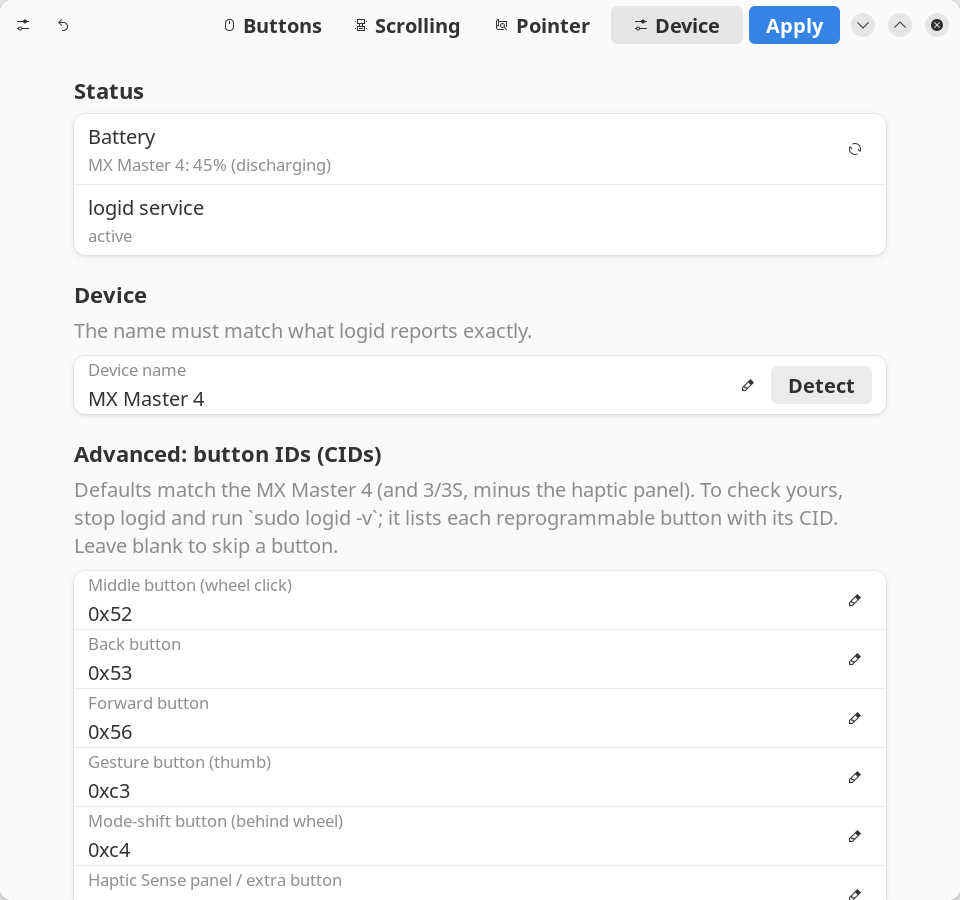 Buttons Scrolling Pointer Device Apply
Status
Battery
MX Master 4: 45% (discharging)
logid service
active
Device
The name must match what logid reports exactly.
Device name
MX Master 4
Detect
Advanced: button IDs (CIDs)
Defaults match the MX Master 4 (and 3/3S, minus the haptic panel). To check yours,
stop logid and run `sudo logid -v`; it lists each reprogrammable button with its CID.
Leave blank to skip a button.
Middle button (wheel click)
0x52
Back button
0x53
Forward button
0x56
Gesture button (thumb)
0xc3
Mode-shift button (behind wheel)
0xc4
Haptic Sense panel / extra button